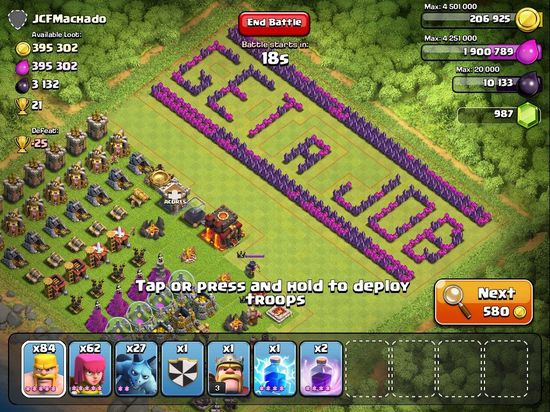 JCFMachado
Available Loot:
395 302
395 302
3 132
21
Defeat:
-25
End Battle
Battle starts in:
18s
Max: 4 501 000
206 925
Max: 4 251 000
1 900 789
Max: 20 000
10 133
987
GET A JOB
Tap or press and hold to deploy
troops
Next
580
x84
x62
x27
x1
x1
3
x1
x2